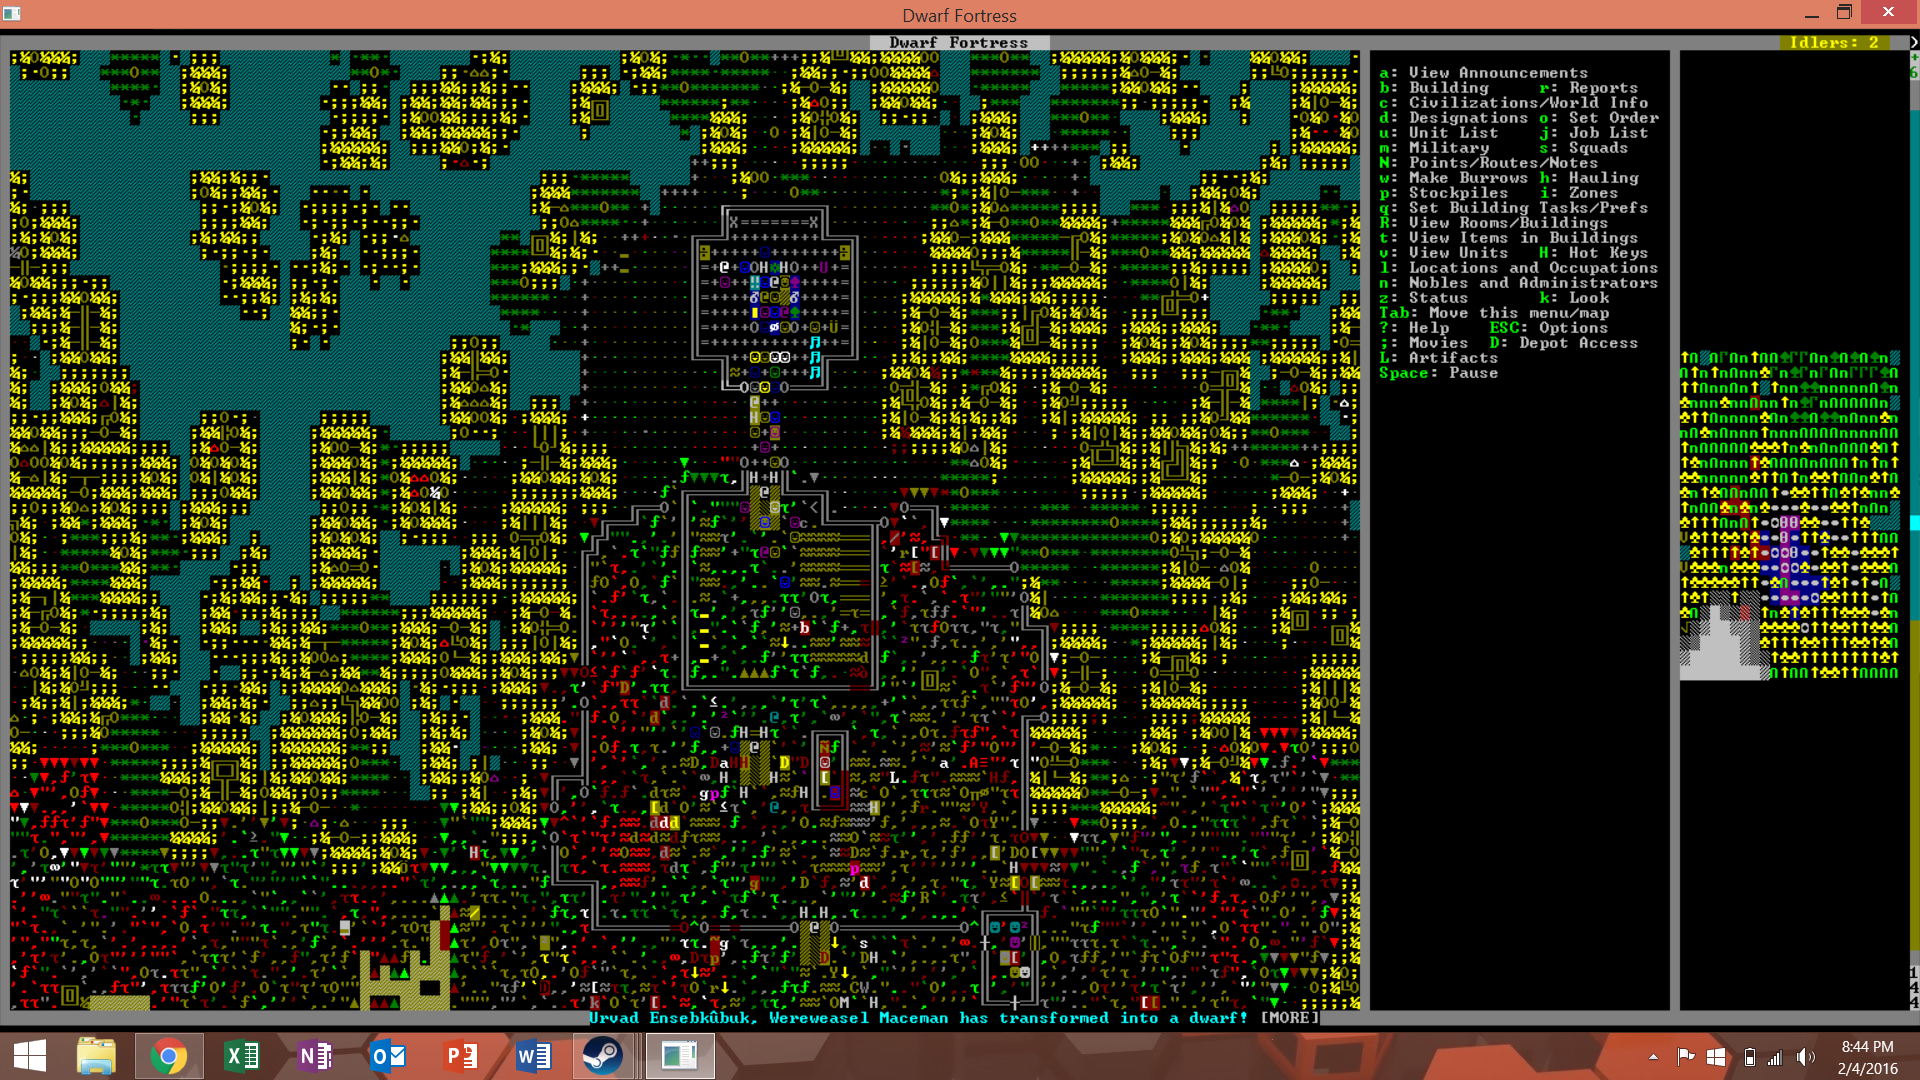 Dwarf Fortress
Dwarf Fortress
Idlers: 2
a: View Announcements
b: Building r: Reports
c: Civilizations/World Info
d: Designations o: Set Order
u: Unit List j: Job List
m: Military s: Squads
N: Points/Routes/Notes
w: Make Burrows h: Hauling
p: Stockpiles i: Zones
q: Set Building Tasks/Prefs
R: View Rooms/Buildings
t: View Items in Buildings
v: View Units H: Hot Keys
l: Locations and Occupations
n: Nobles and Administrators
z: Status k: Look
Tab: Move this menu/map
?: Help ESC: Options
;: Movies D: Depot Access
L: Artifacts
Space: Pause
Urvad Ensebkûbuk, Wereweasel Maceman has transformed into a dwarf! [MORE]
8:44 PM
2/4/2016